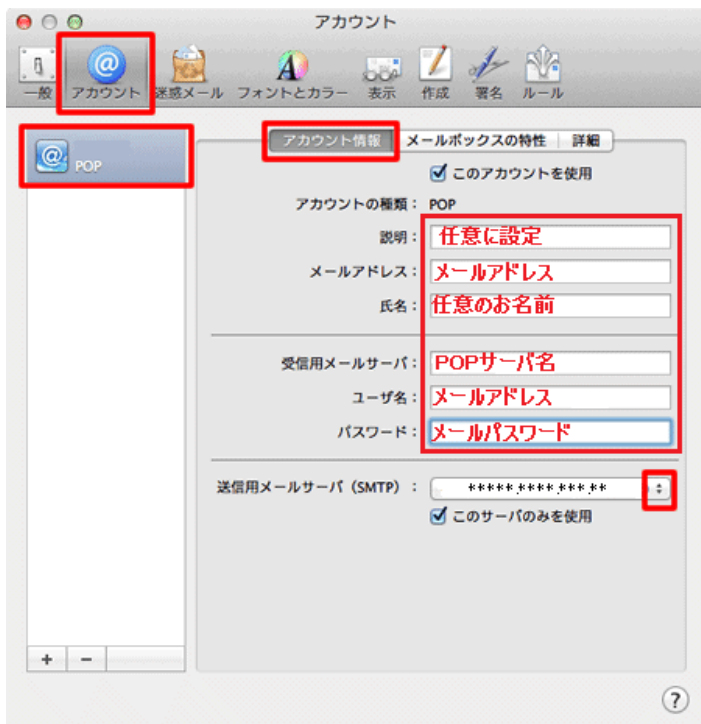 アカウント
一般 アカウント 迷惑メール フォントとカラー 表示 作成 署名 ルール
@ POP
アカウント情報 メールボックスの特性 詳細
このアカウントを使用
アカウントの種類： POP
説明： 任意に設定
メールアドレス： メールアドレス
氏名： 任意のお名前
受信用メールサーバ： POPサーバ名
ユーザ名： メールアドレス
パスワード： メールパスワード
送信用メールサーバ（SMTP）： *****.****.***.**
このサーバのみを使用
+ −
?